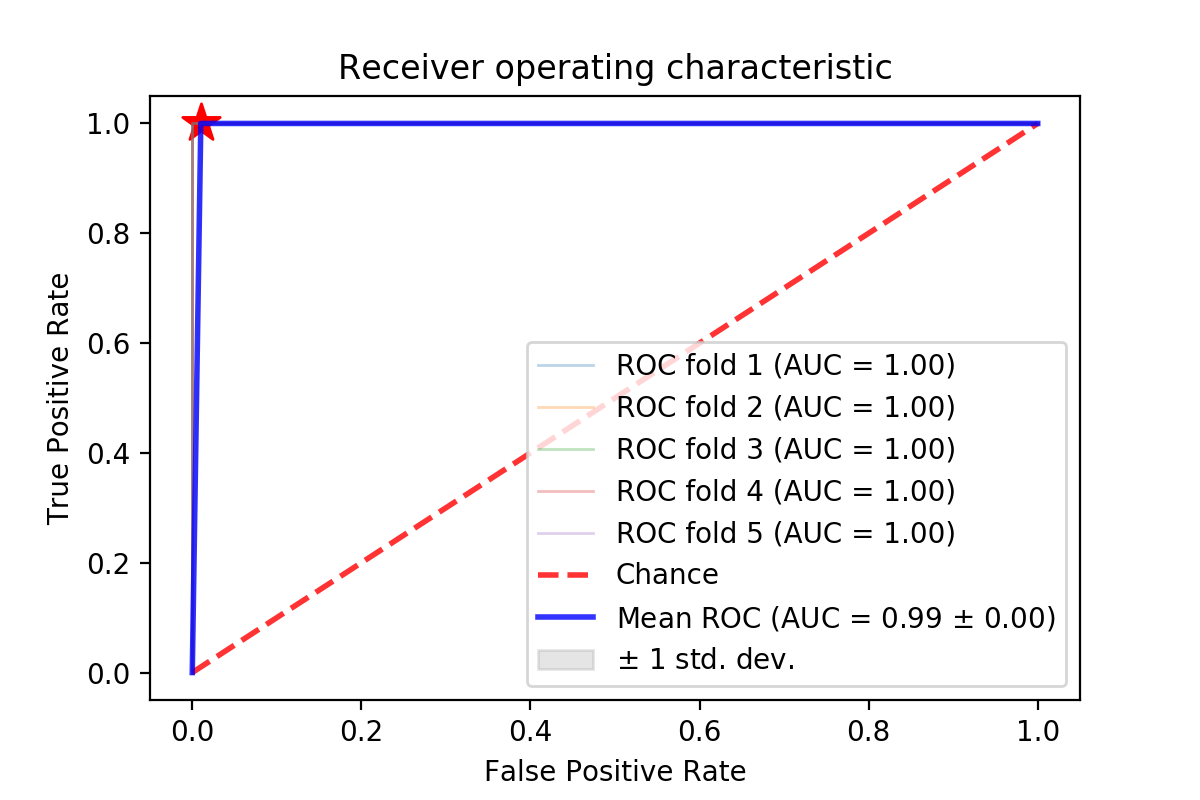 Receiver operating characteristic
1.0
0.8
0.6
0.4
0.2
0.0
True Positive Rate
ROC fold 1 (AUC = 1.00)
ROC fold 2 (AUC = 1.00)
ROC fold 3 (AUC = 1.00)
ROC fold 4 (AUC = 1.00)
ROC fold 5 (AUC = 1.00)
Chance
Mean ROC (AUC = 0.99 ± 0.00)
± 1 std. dev.
0.0 0.2 0.4 0.6 0.8 1.0
False Positive Rate